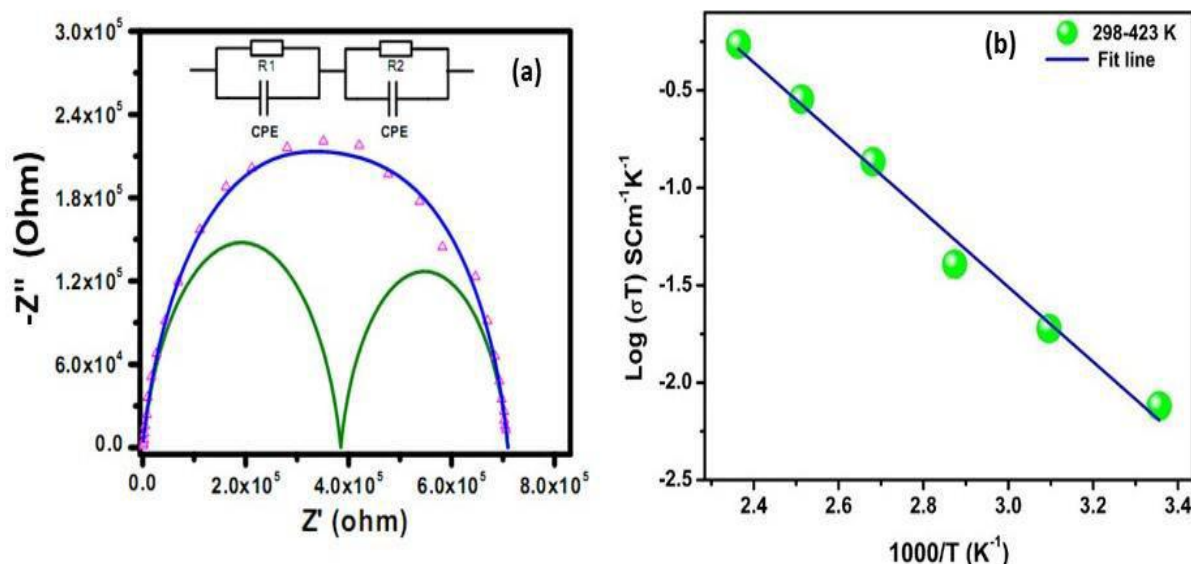 (a)
R1
R2
CPE
CPE
3.0x10⁵
2.4x10⁵
1.8x10⁵
1.2x10⁵
6.0x10⁴
0.0
-Z" (Ohm)
0.0
2.0x10⁵
4.0x10⁵
6.0x10⁵
8.0x10⁵
Z' (ohm)
(b)
298-423 K
Fit line
-0.5
-1.0
-1.5
-2.0
-2.5
Log (σT) SCm⁻¹K⁻¹
2.4
2.6
2.8
3.0
3.2
3.4
1000/T (K⁻¹)